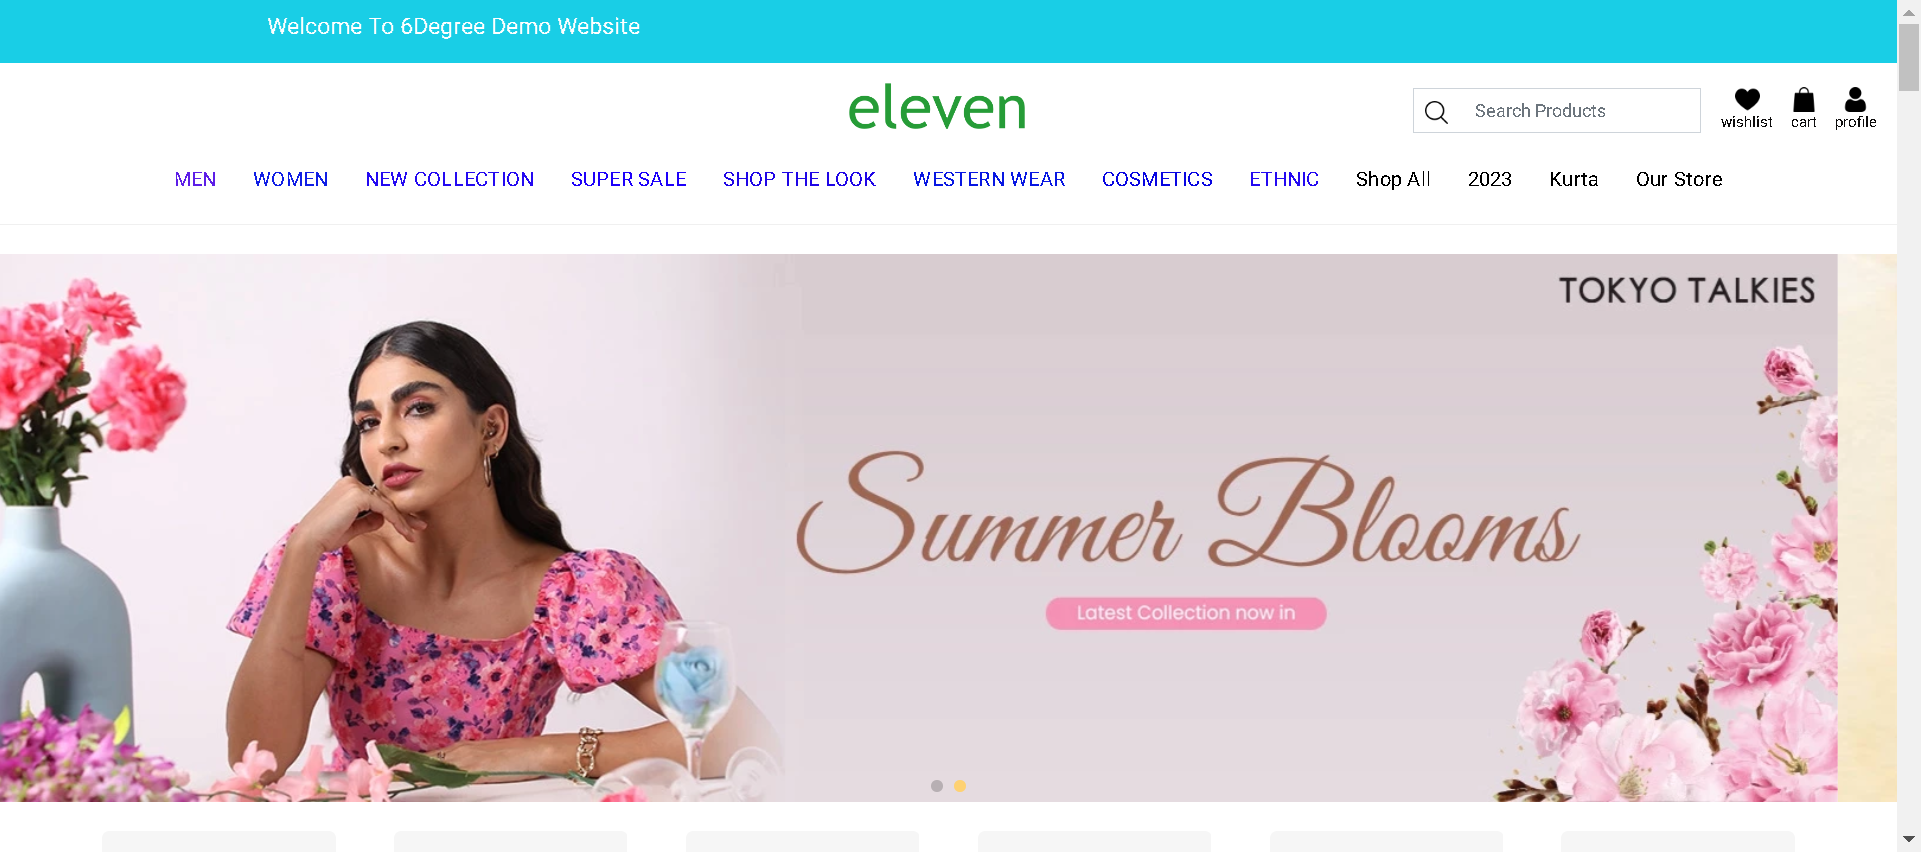 Welcome To 6Degree Demo Website
eleven
Search Products
wishlist cart profile
MEN WOMEN NEW COLLECTION SUPER SALE SHOP THE LOOK WESTERN WEAR COSMETICS ETHNIC Shop All 2023 Kurta Our Store
TOKYO TALKIES
Summer Blooms
Latest Collection now in